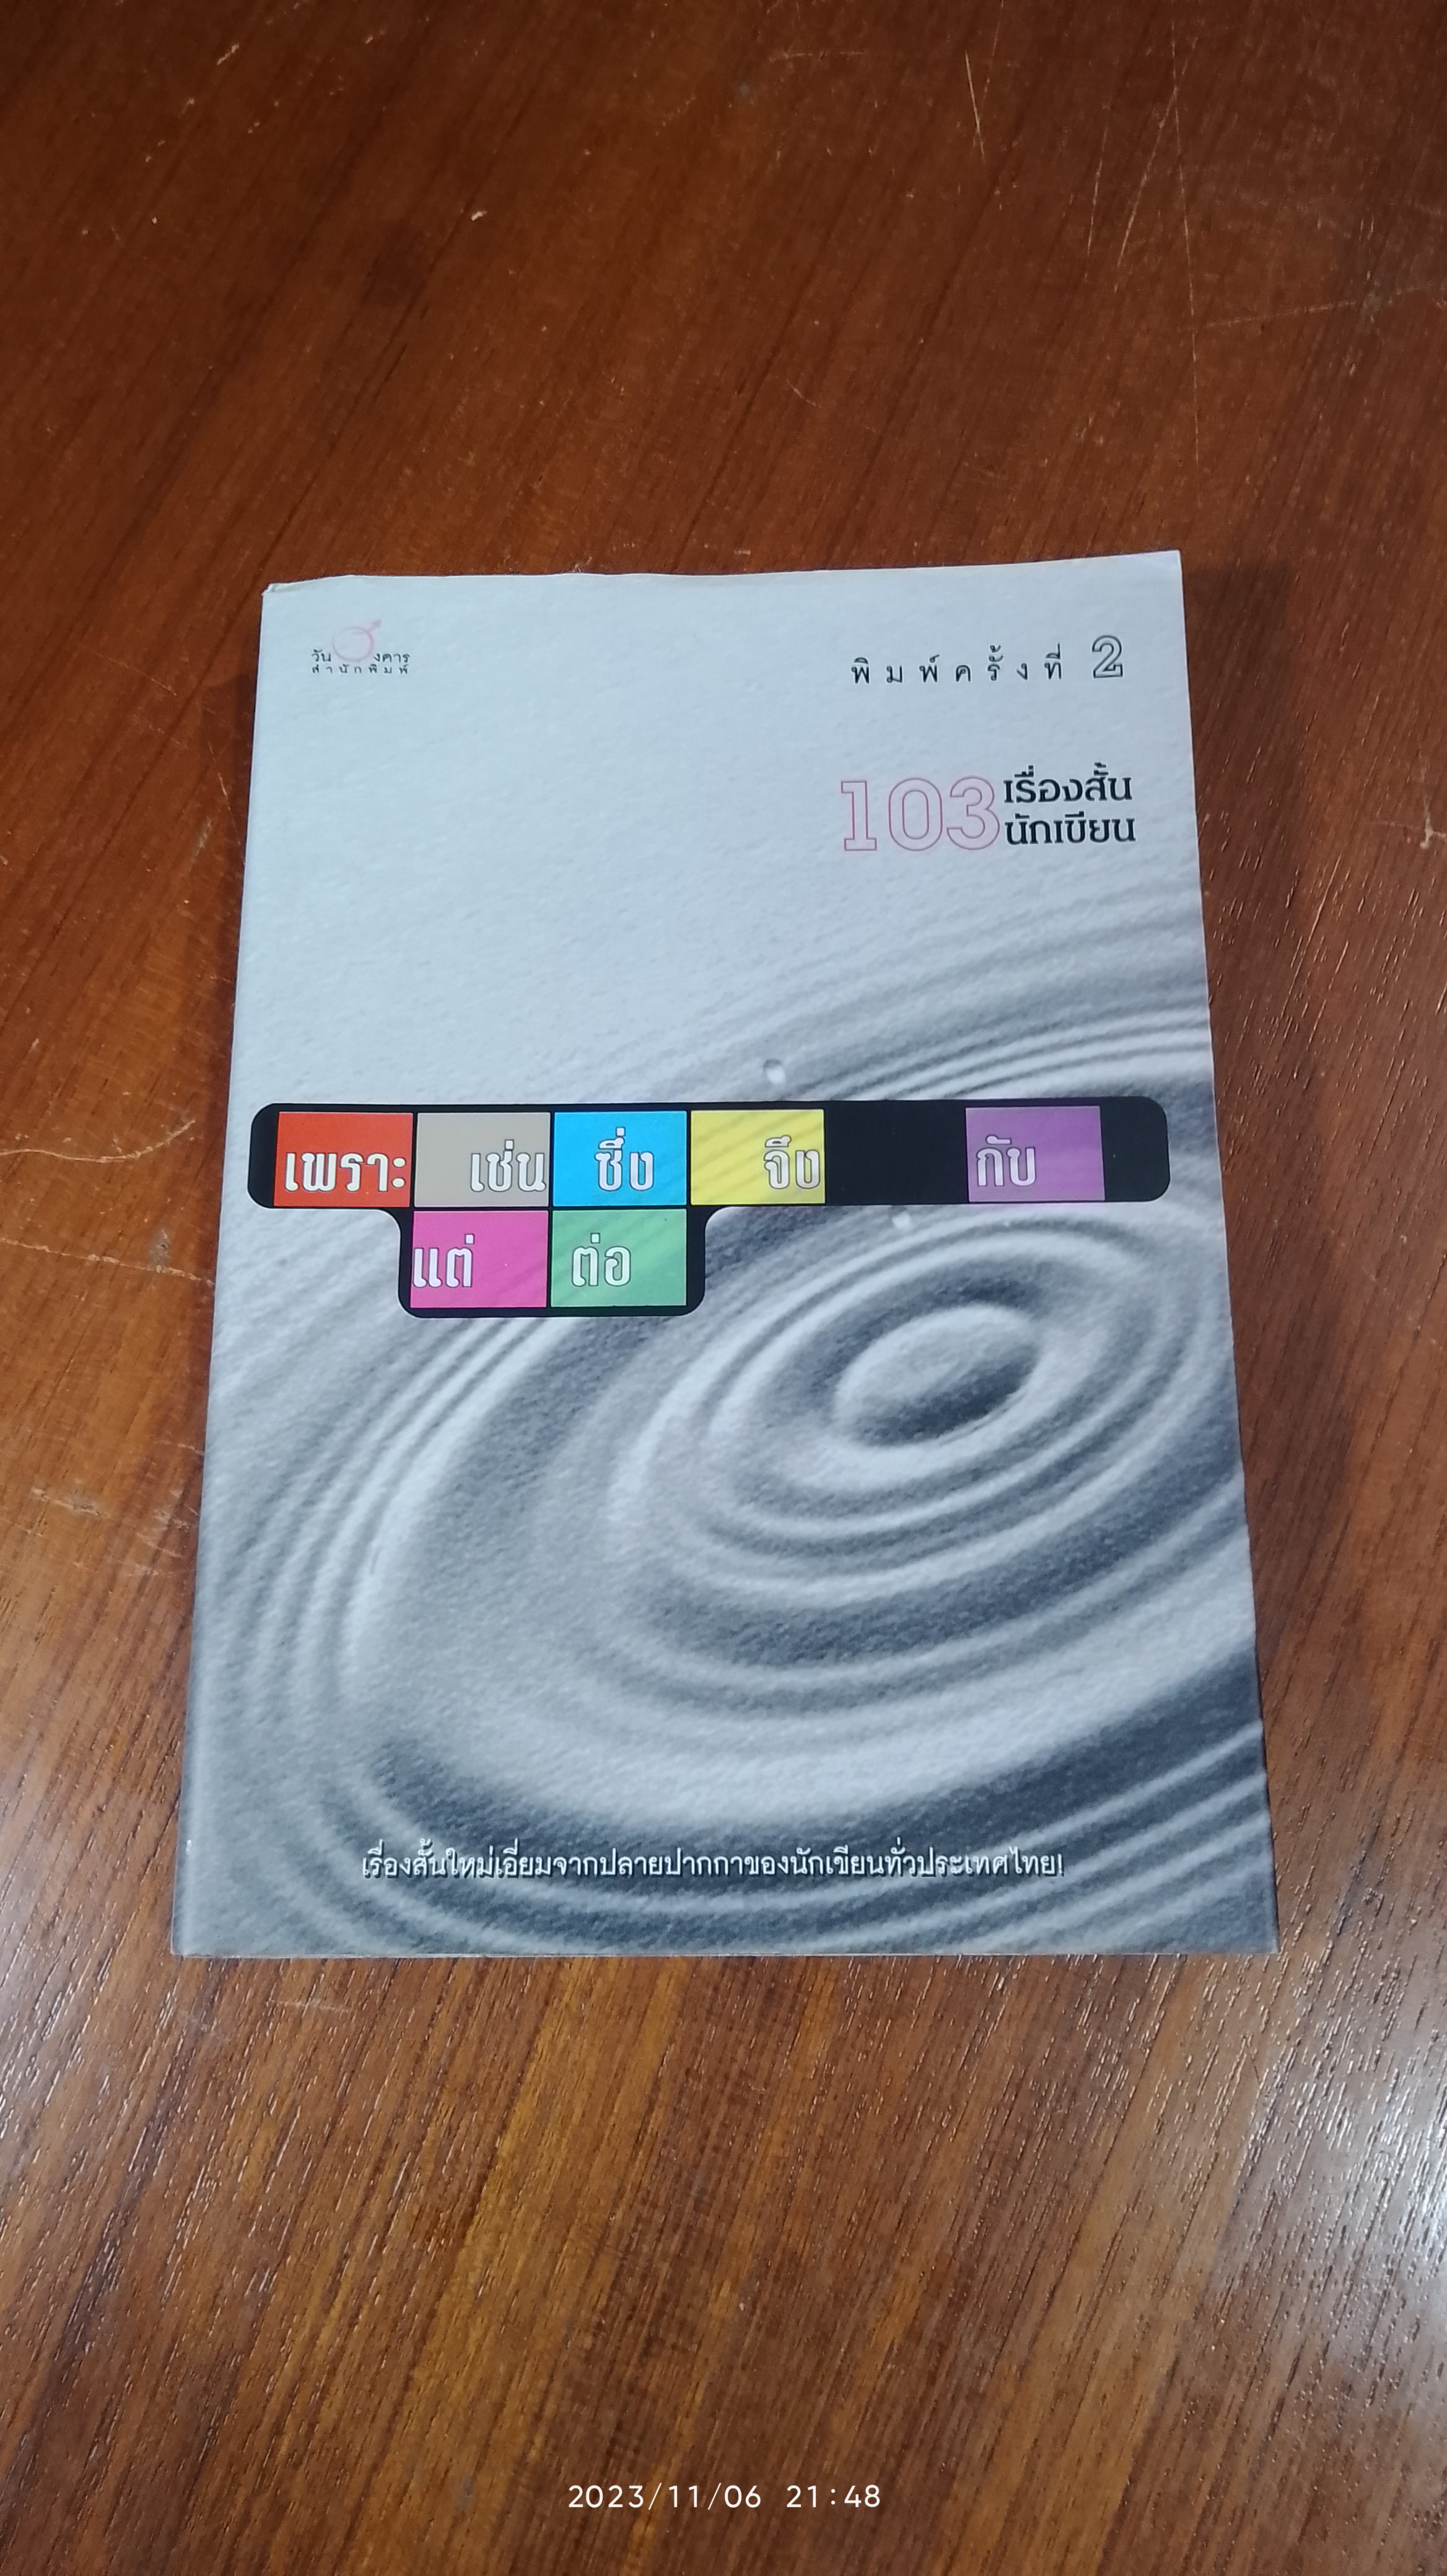 วันอังคาร
สำนักพิมพ์
พิมพ์ครั้งที่ 2
103 เรื่องสั้น
นักเขียน
เพราะ เช่น ซึ่ง จึง กับ
แต่ ต่อ
เรื่องสั้นใหม่เอี่ยมจากปลายปากกาของนักเขียนทั่วประเทศไทย!
2023/11/06 21:48